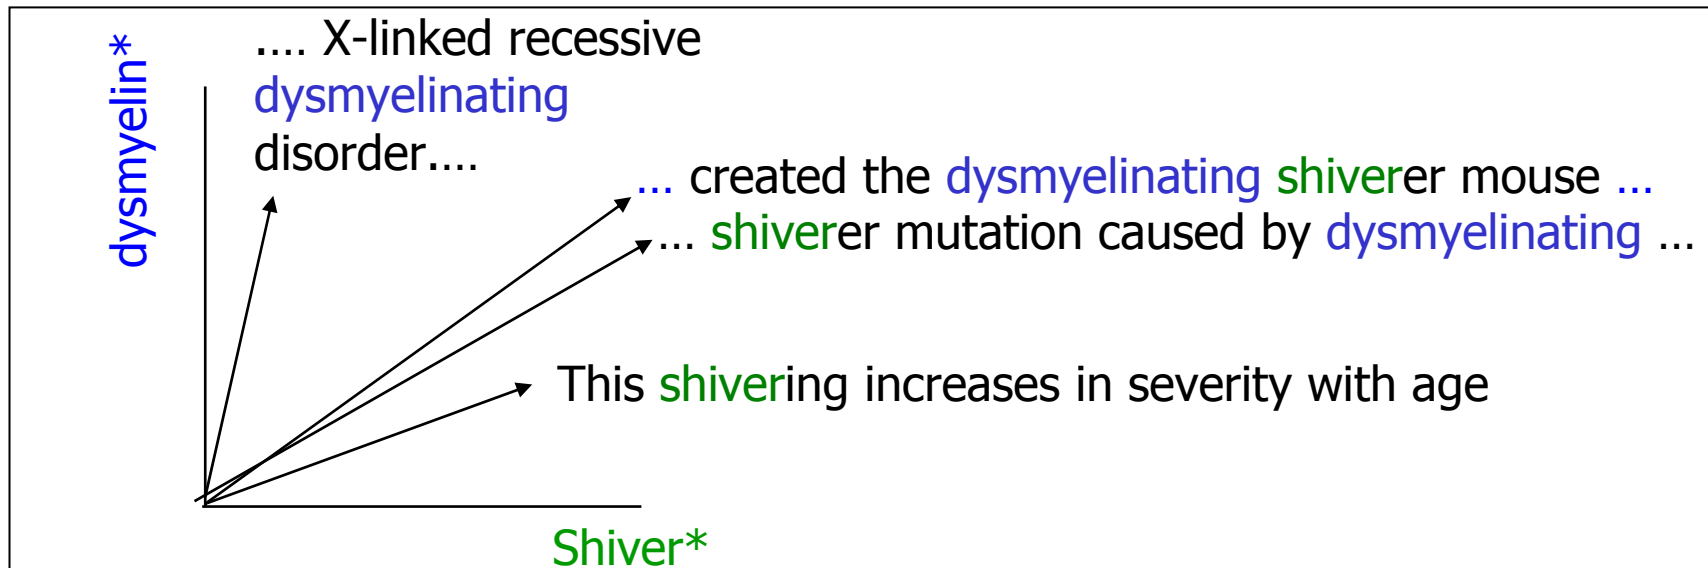 dysmyelin*
.... X-linked recessive
dysmyelinating
disorder....
... created the dysmyelinating shiverer mouse ...
... shiverer mutation caused by dysmyelinating ...
This shivering increases in severity with age
Shiver*